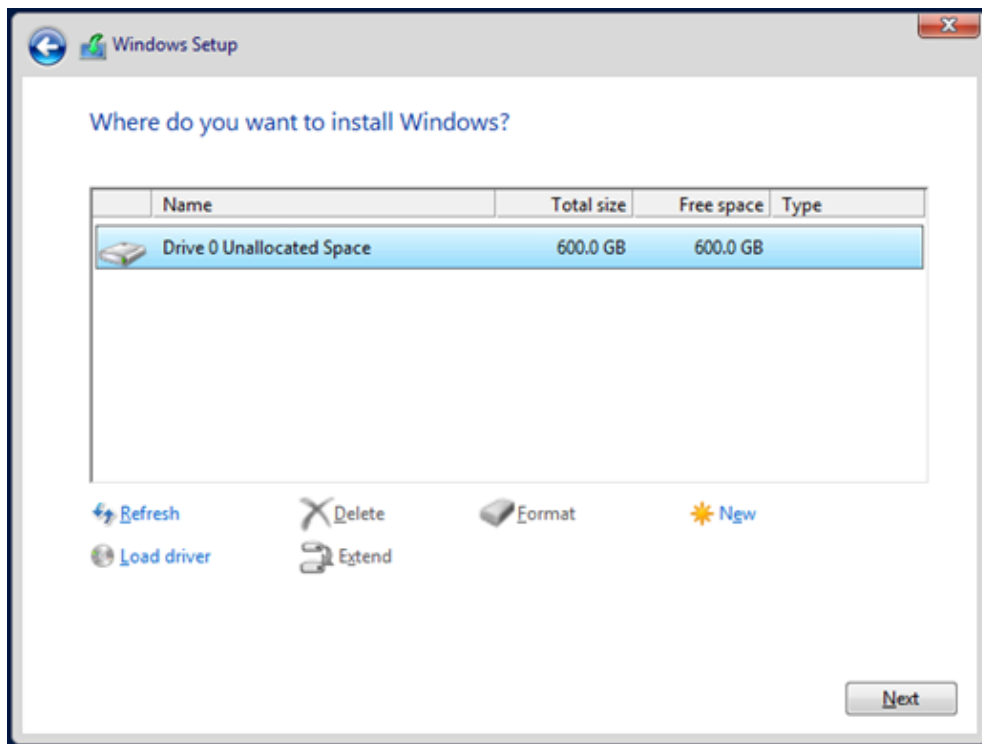 Windows Setup
Where do you want to install Windows?
Name Total size Free space Type
Drive 0 Unallocated Space 600.0 GB 600.0 GB
Refresh Delete Format New
Load driver Extend
Next